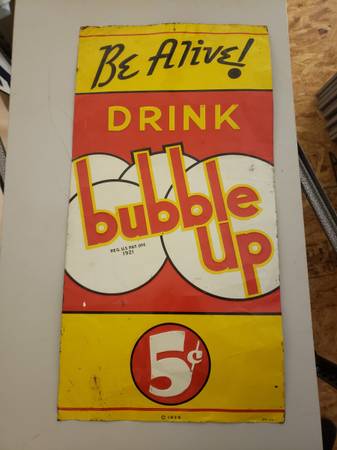 Be Alive!
DRINK
bubble
up
REG. U.S. PAT. OFF.
1921
5¢